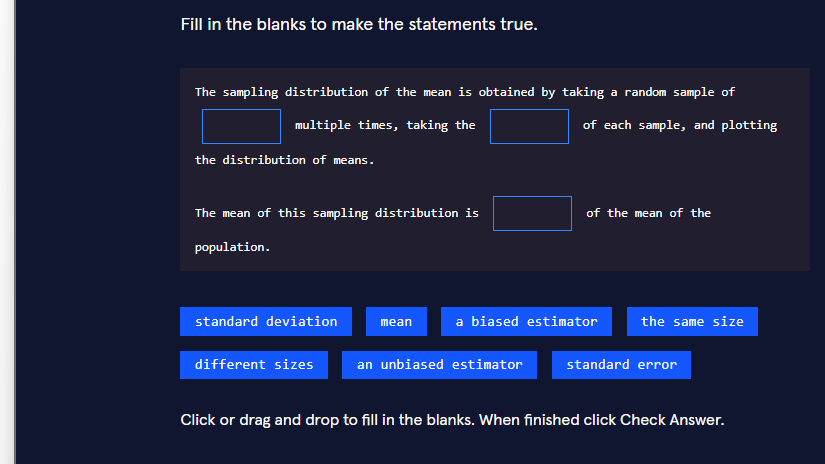 Fill in the blanks to make the statements true.
The sampling distribution of the mean is obtained by taking a random sample of
multiple times, taking the of each sample, and plotting
the distribution of means.
The mean of this sampling distribution is of the mean of the
population.
standard deviation mean a biased estimator the same size
different sizes an unbiased estimator standard error
Click or drag and drop to fill in the blanks. When finished click Check Answer.